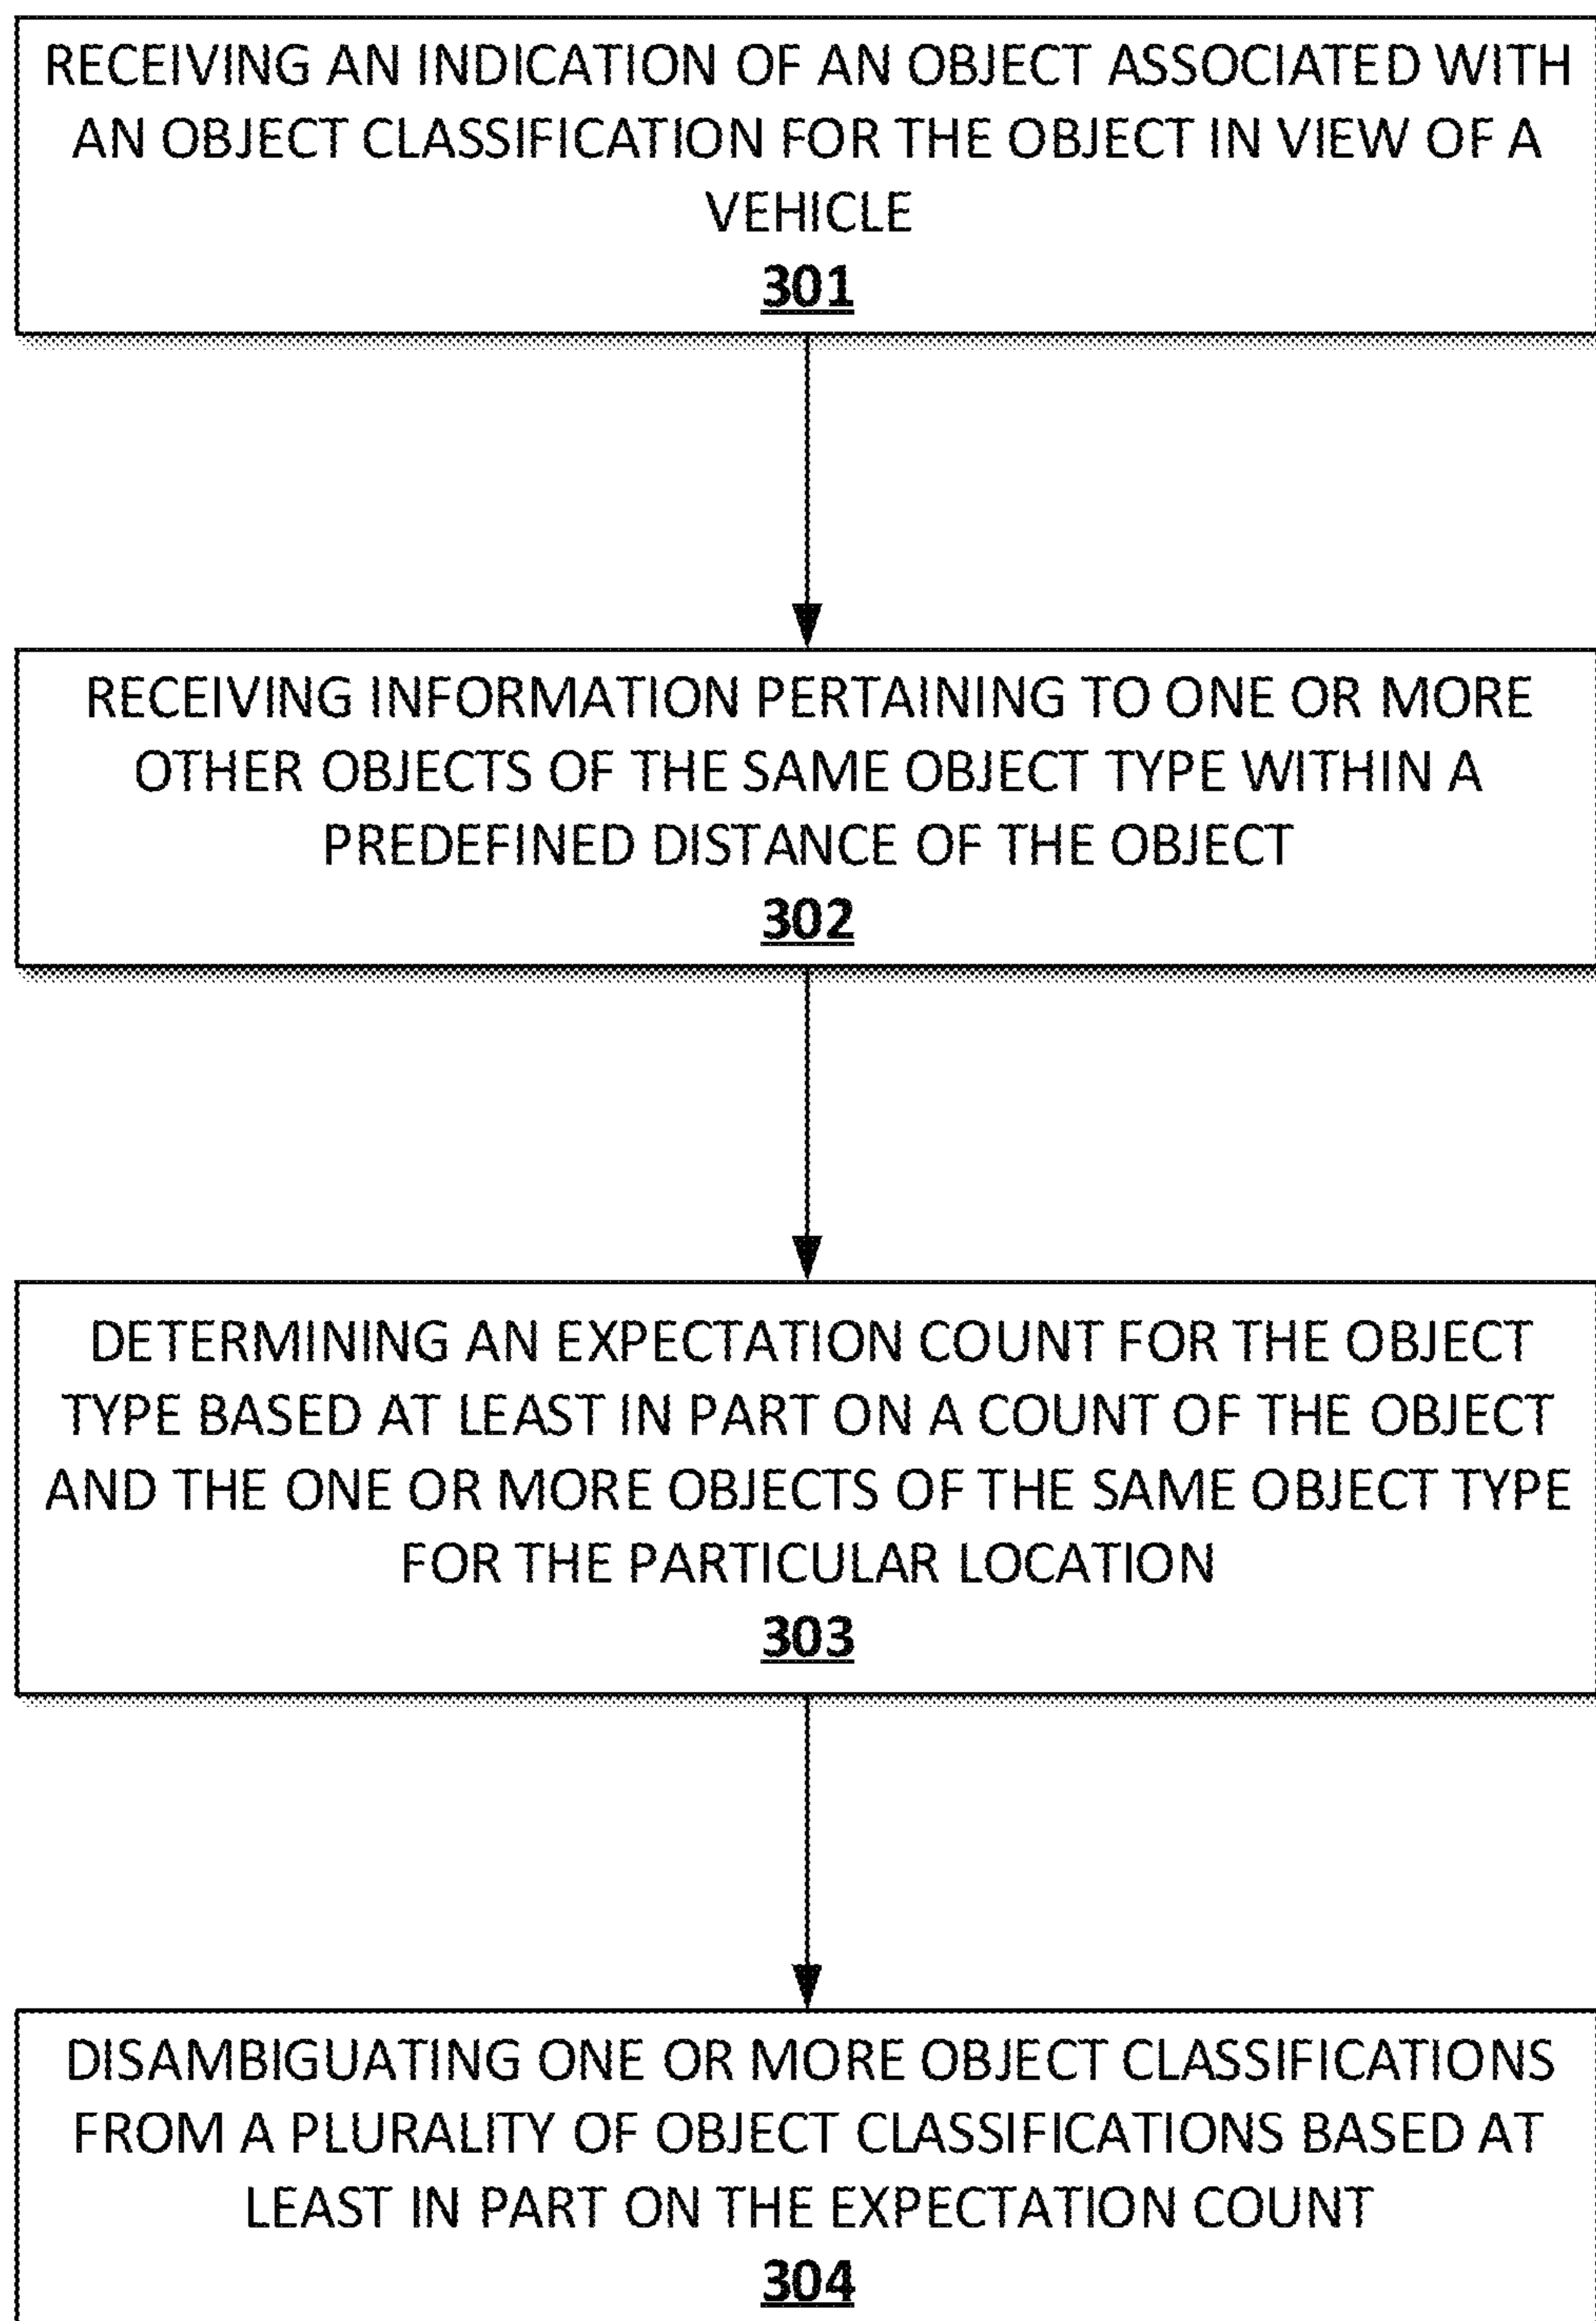 RECEIVING AN INDICATION OF AN OBJECT ASSOCIATED WITH
AN OBJECT CLASSIFICATION FOR THE OBJECT IN VIEW OF A
VEHICLE
301
RECEIVING INFORMATION PERTAINING TO ONE OR MORE
OTHER OBJECTS OF THE SAME OBJECT TYPE WITHIN A
PREDEFINED DISTANCE OF THE OBJECT
302
DETERMINING AN EXPECTATION COUNT FOR THE OBJECT
TYPE BASED AT LEAST IN PART ON A COUNT OF THE OBJECT
AND THE ONE OR MORE OBJECTS OF THE SAME OBJECT TYPE
FOR THE PARTICULAR LOCATION
303
DISAMBIGUATING ONE OR MORE OBJECT CLASSIFICATIONS
FROM A PLURALITY OF OBJECT CLASSIFICATIONS BASED AT
LEAST IN PART ON THE EXPECTATION COUNT
304